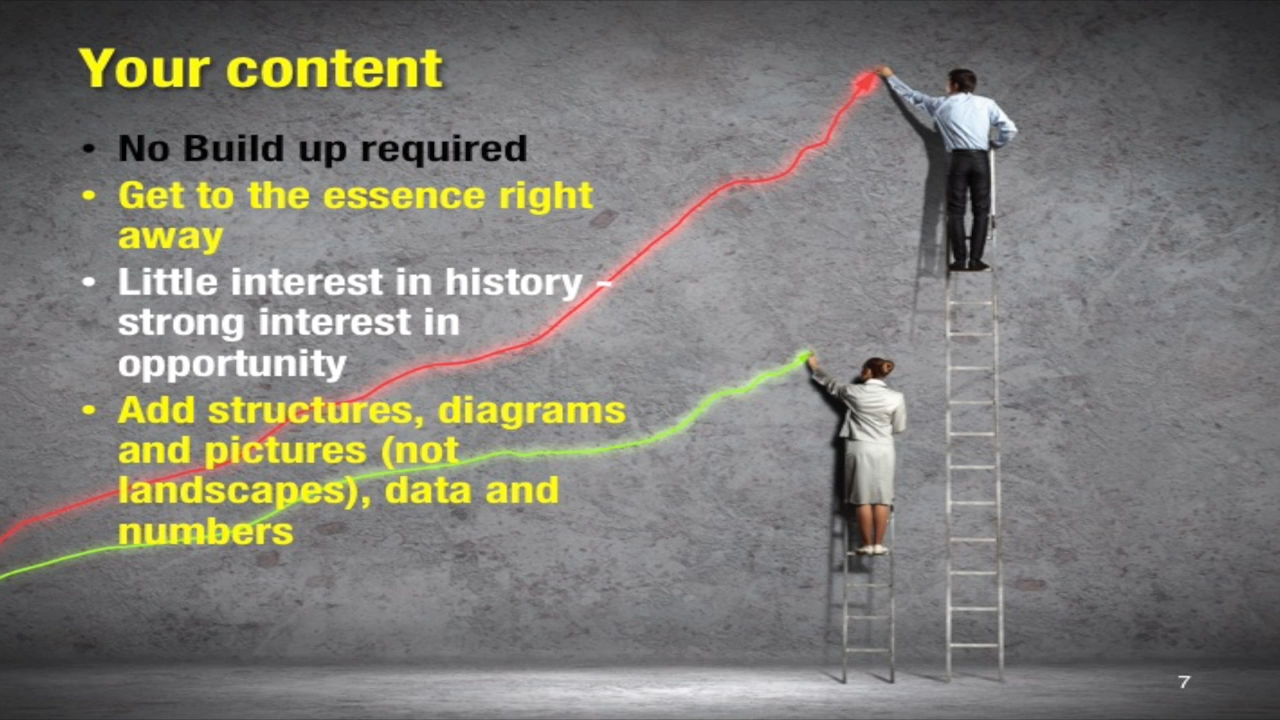 Your content
• No Build up required
• Get to the essence right
away
• Little interest in history –
strong interest in
opportunity
• Add structures, diagrams
and pictures (not
landscapes), data and
numbers
7